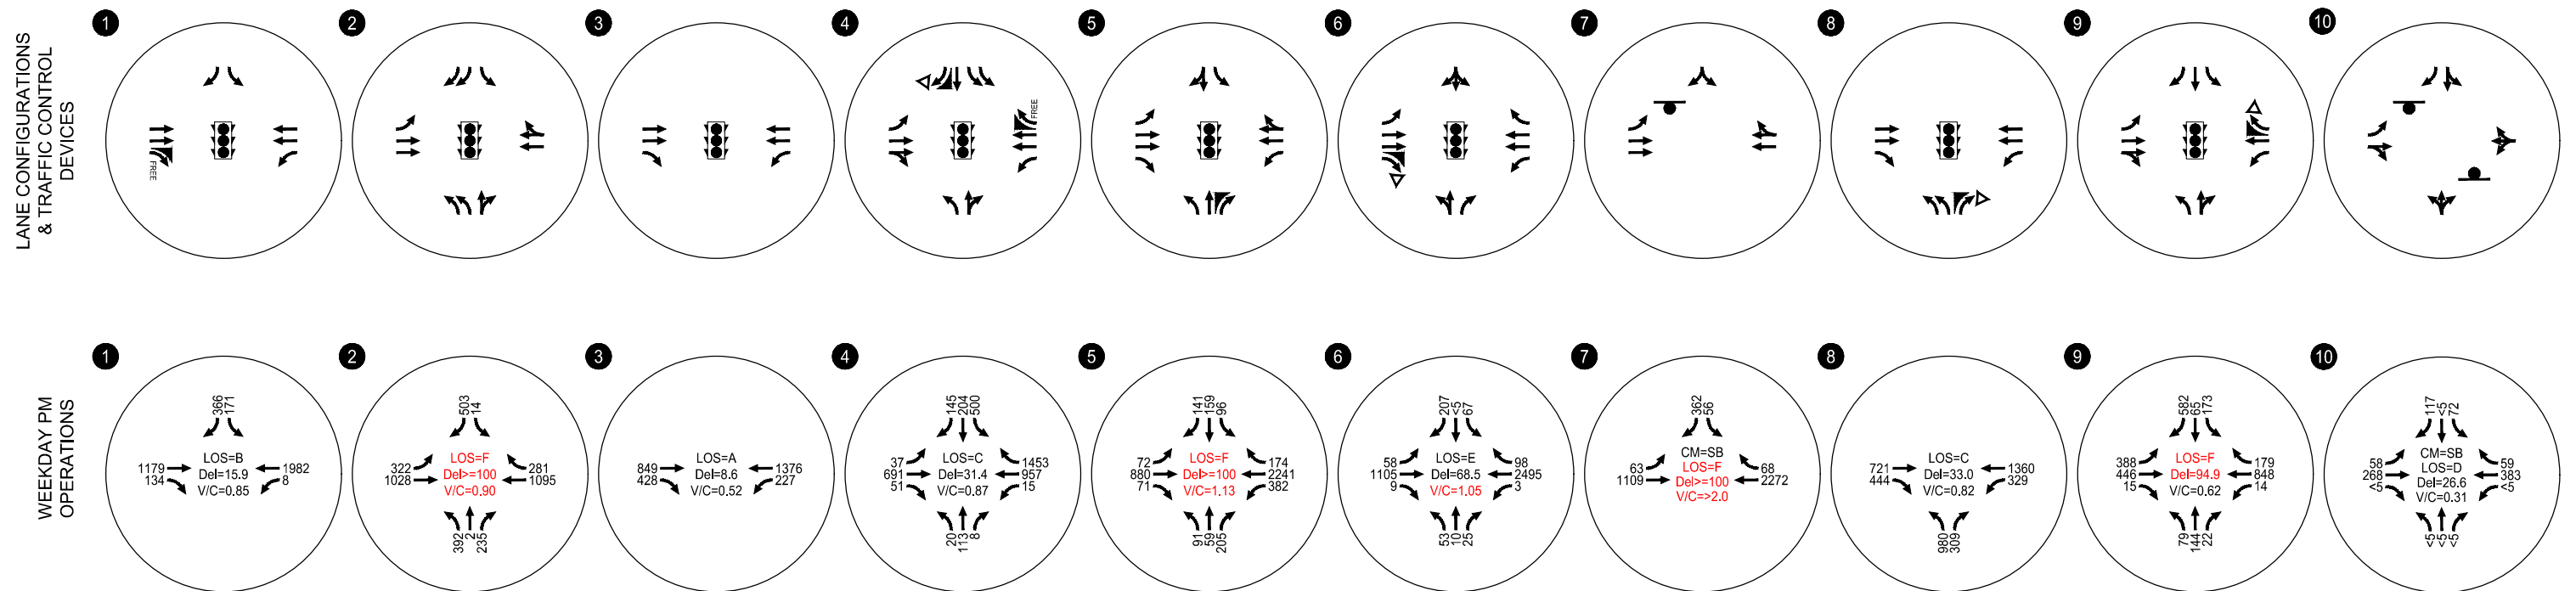 LANE CONFIGURATIONS
& TRAFFIC CONTROL
DEVICES
1
FREE
2
3
4
FREE
5
6
7
8
9
10
WEEKDAY PM
OPERATIONS
1
366
171
1179
134
LOS=B
Del=15.9
V/C=0.85
1982
8
2
503
14
322
1028
LOS=F
Del>=100
V/C=0.90
281
1095
392
2
235
3
849
428
LOS=A
Del=8.6
V/C=0.52
1376
227
4
145
204
500
37
691
51
LOS=C
Del=31.4
V/C=0.87
1453
957
15
20
113
8
5
141
159
96
72
880
71
LOS=F
Del>=100
V/C=1.13
174
2241
382
91
59
205
6
207
<5
67
58
1105
9
LOS=E
Del=68.5
V/C=1.05
98
2495
3
53
10
25
7
362
56
63
1109
CM=SB
LOS=F
Del>=100
V/C=>2.0
68
2272
8
721
444
LOS=C
Del=33.0
V/C=0.82
1360
329
980
309
9
582
65
173
388
446
15
LOS=F
Del=94.9
V/C=0.62
179
848
14
79
144
22
10
117
<5
72
58
268
<5
CM=SB
LOS=D
Del=26.6
V/C=0.31
59
383
<5
<5
<5
<5